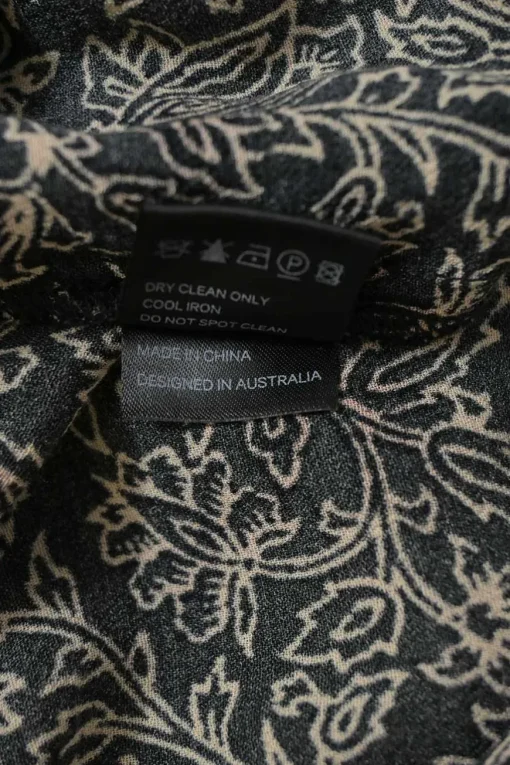 DRY CLEAN ONLY
COOL IRON
DO NOT SPOT CLEAN
MADE IN CHINA
DESIGNED IN AUSTRALIA